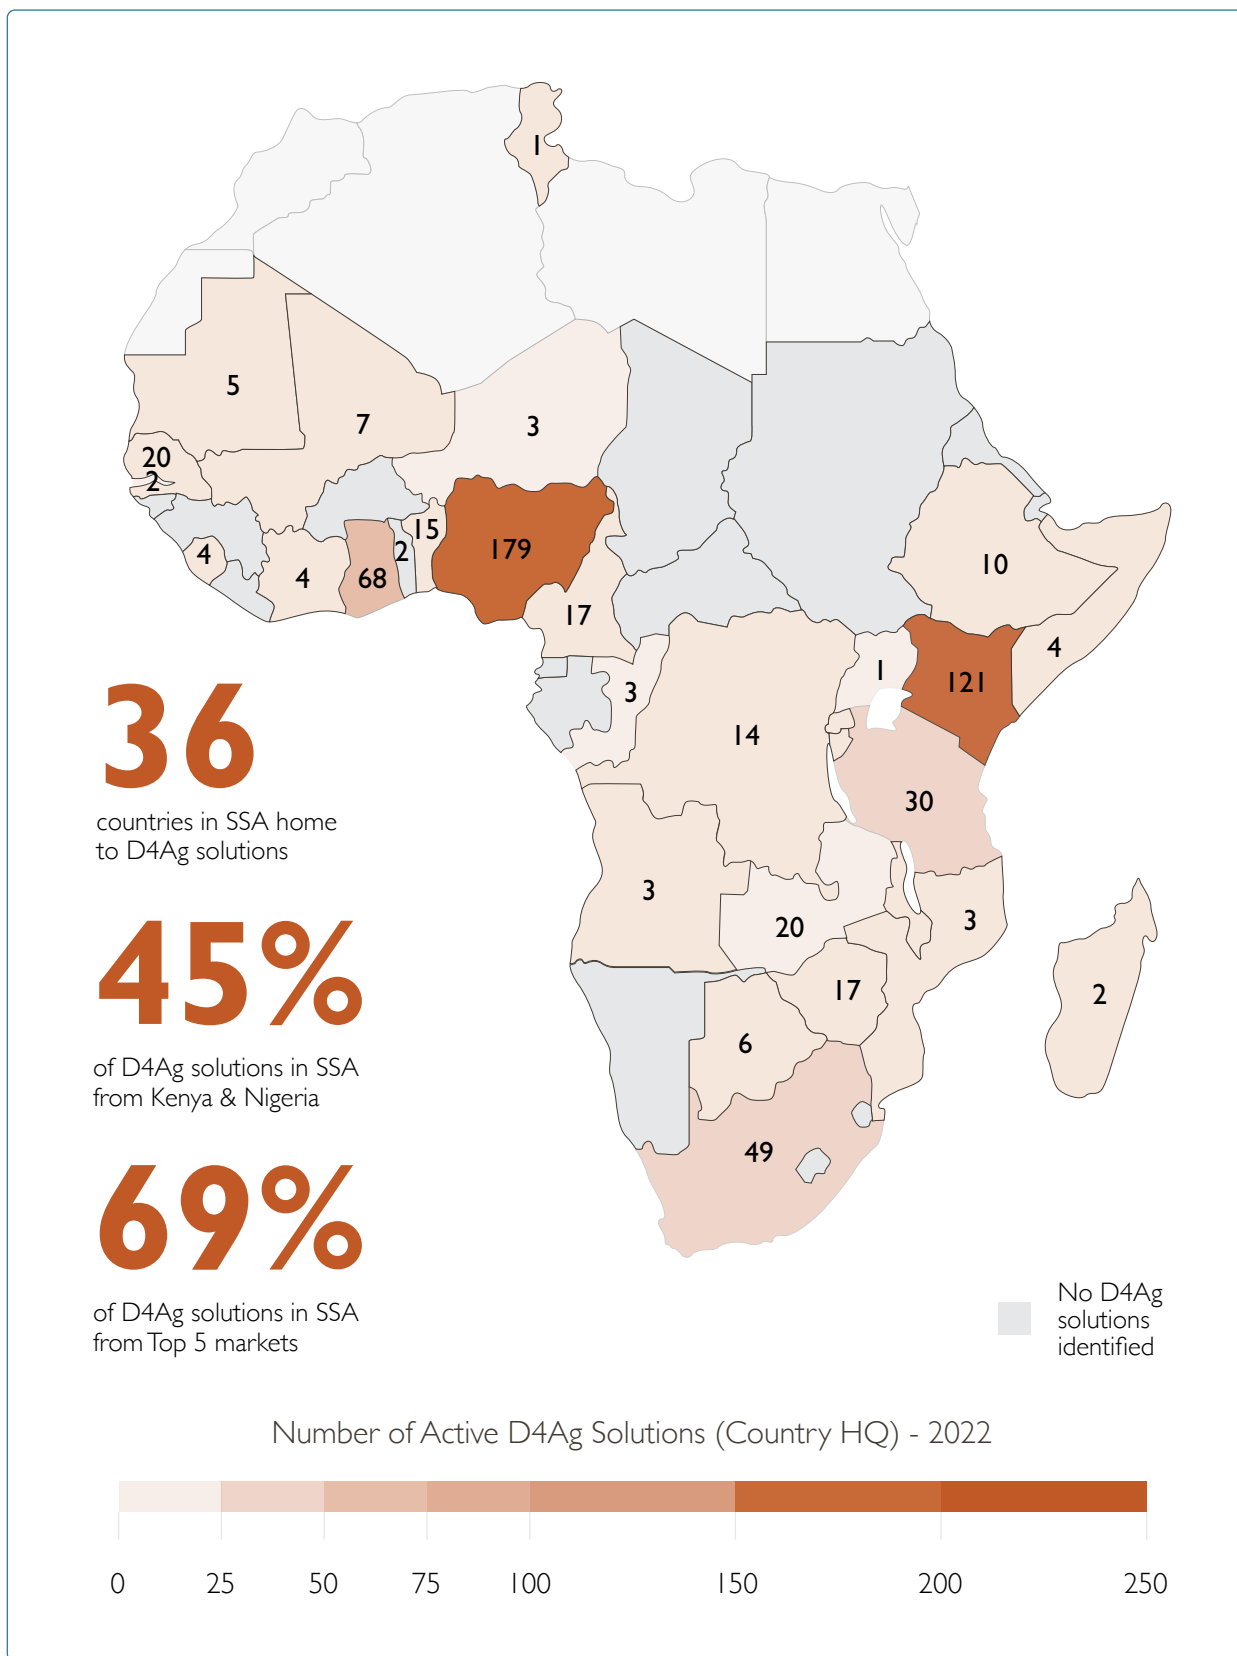 1
5
7
3
20
2
15
179
2
4
4
68
10
17
4
1
121
3
14
30
3
20
3
17
2
6
49
36
countries in SSA home
to D4Ag solutions
45%
of D4Ag solutions in SSA
from Kenya & Nigeria
69%
of D4Ag solutions in SSA
from Top 5 markets
No D4Ag
solutions
identified
Number of Active D4Ag Solutions (Country HQ) - 2022
0 25 50 75 100 150 200 250